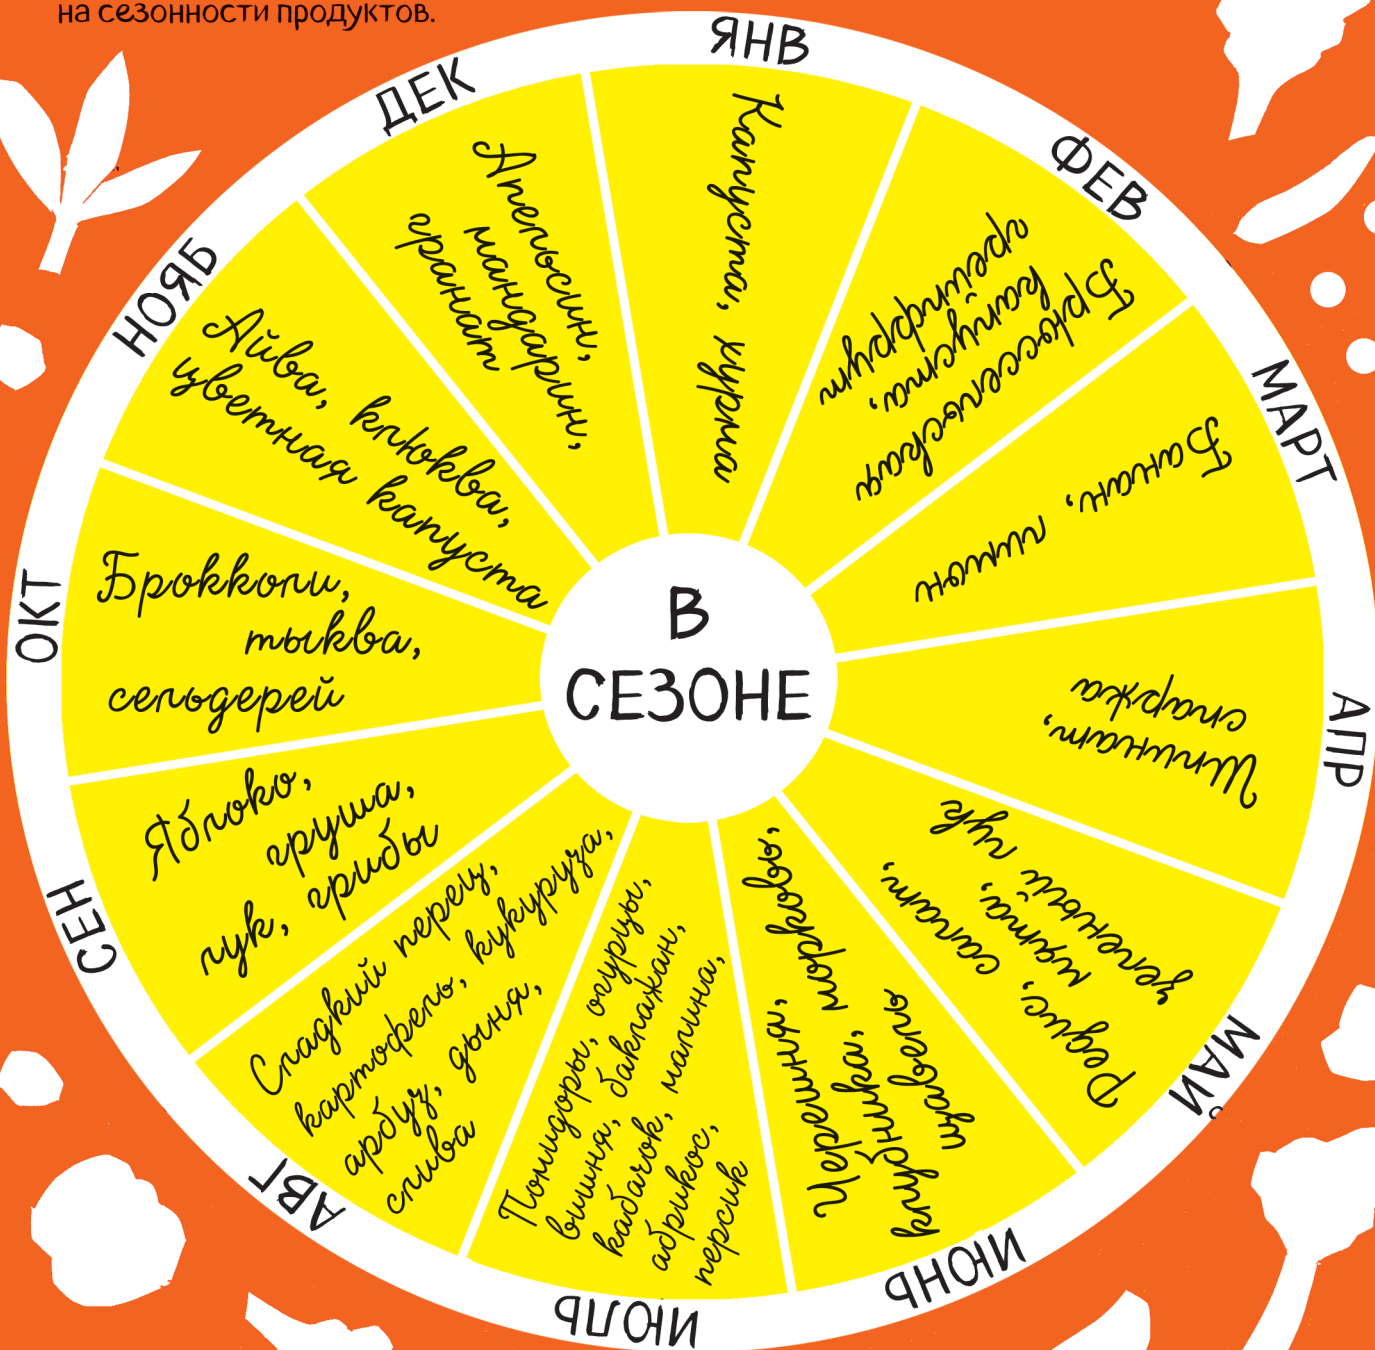 на сезонности продуктов.
В
СЕЗОНЕ
ЯНВ
Капуста, хурма
ФЕВ
Брюссельская
капуста,
грейпфрут
МАРТ
Банан, лимон
АПР
Шпинат,
спаржа
МАЙ
Редис, салат,
мята,
зеленый лук
ИЮНЬ
Черешня,
клубника, морковь,
щавель
ИЮЛЬ
Помидоры, огурцы,
вишня, баклажан,
кабачок, малина,
абрикос,
персик
АВГ
Сладкий перец,
картофель, кукуруза,
арбуз, дыня,
слива
СЕН
Яблоко,
груша,
лук, грибы
ОКТ
Брокколи,
тыква,
сельдерей
НОЯБ
Айва, клюква,
цветная капуста
ДЕК
Апельсин,
мандарин,
гранат